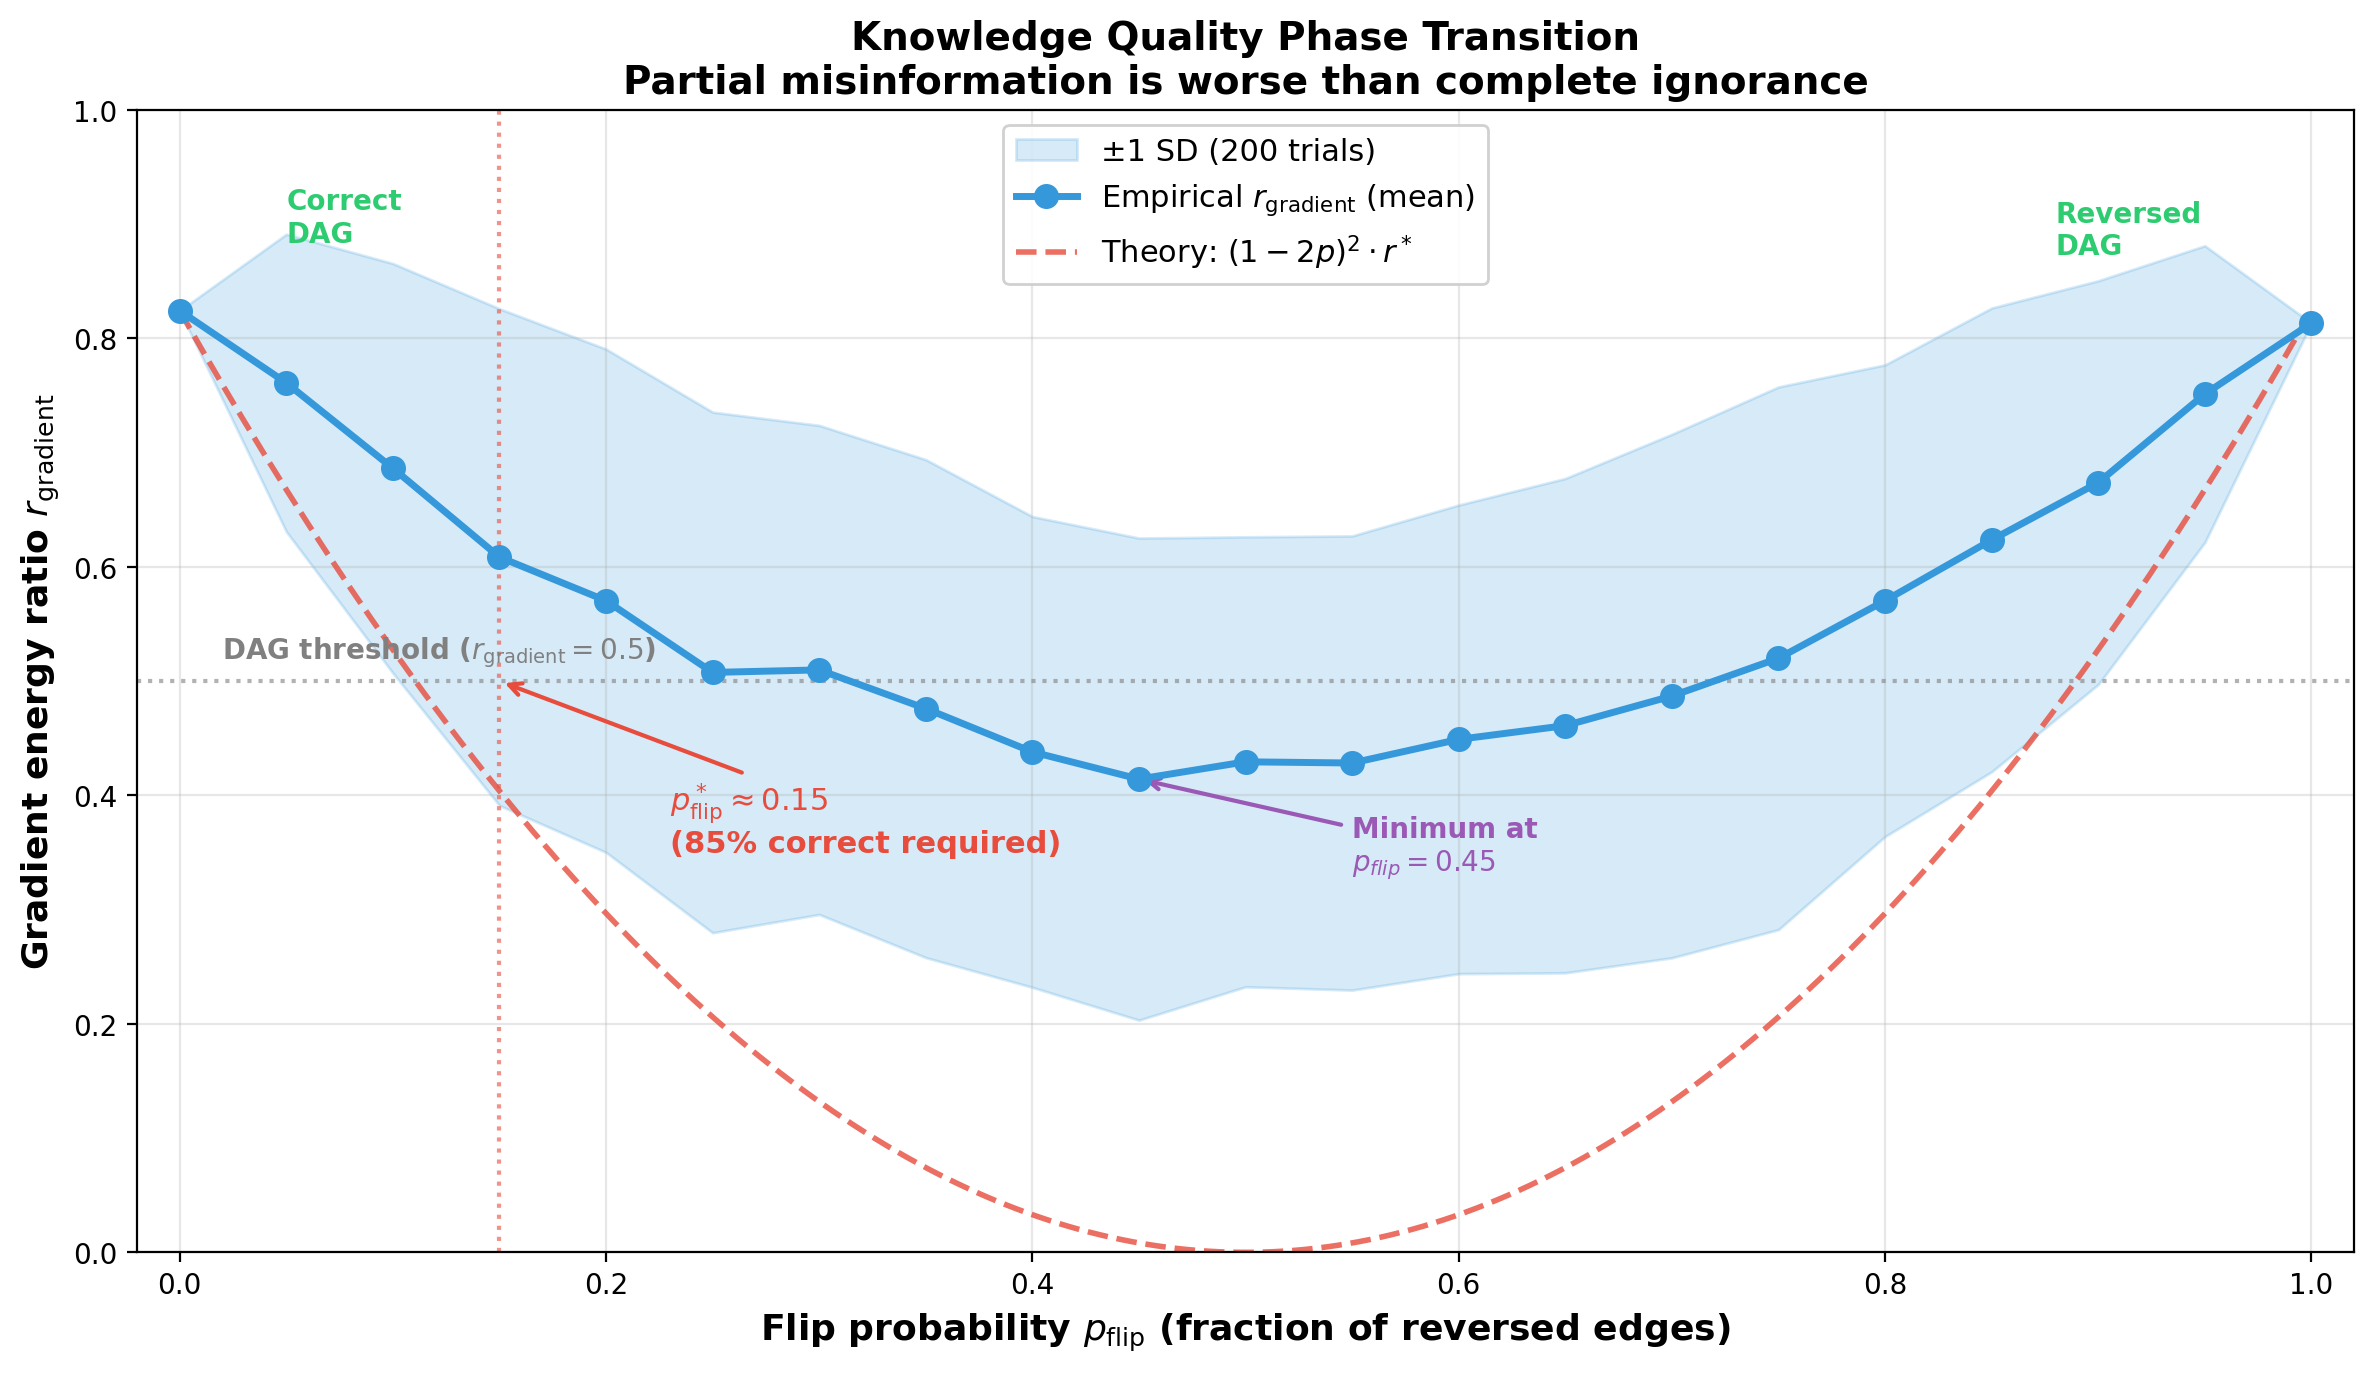 Knowledge Quality Phase Transition
Partial misinformation is worse than complete ignorance
±1 SD (200 trials)
Empirical r_gradient (mean)
Theory: (1 − 2p)² · r*
Correct
DAG
Reversed
DAG
DAG threshold (r_gradient = 0.5)
p*_flip ≈ 0.15
(85% correct required)
Minimum at
p_flip = 0.45
Gradient energy ratio r_gradient
1.0
0.8
0.6
0.4
0.2
0.0
0.0 0.2 0.4 0.6 0.8 1.0
Flip probability p_flip (fraction of reversed edges)